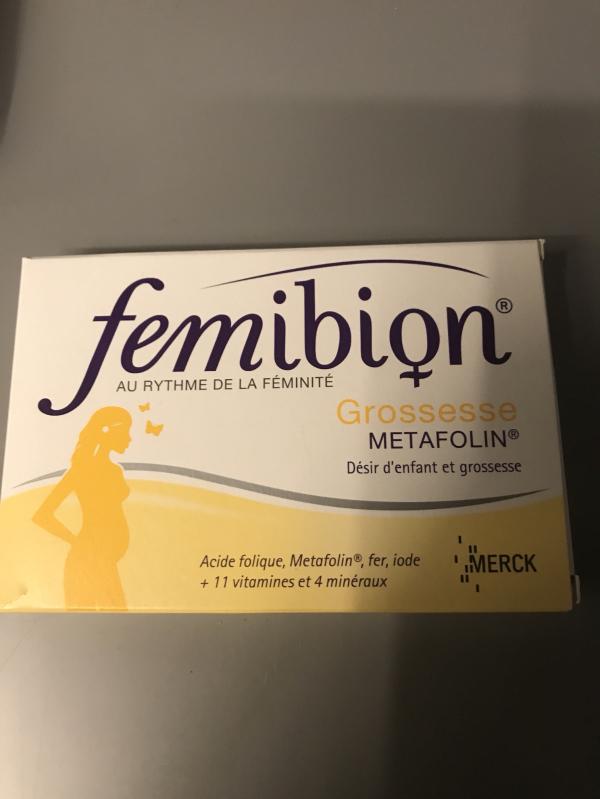 femibion®
AU RYTHME DE LA FÉMINITÉ
Grossesse
METAFOLIN®
Désir d'enfant et grossesse
Acide folique, Metafolin®, fer, iode
+ 11 vitamines et 4 minéraux
MERCK